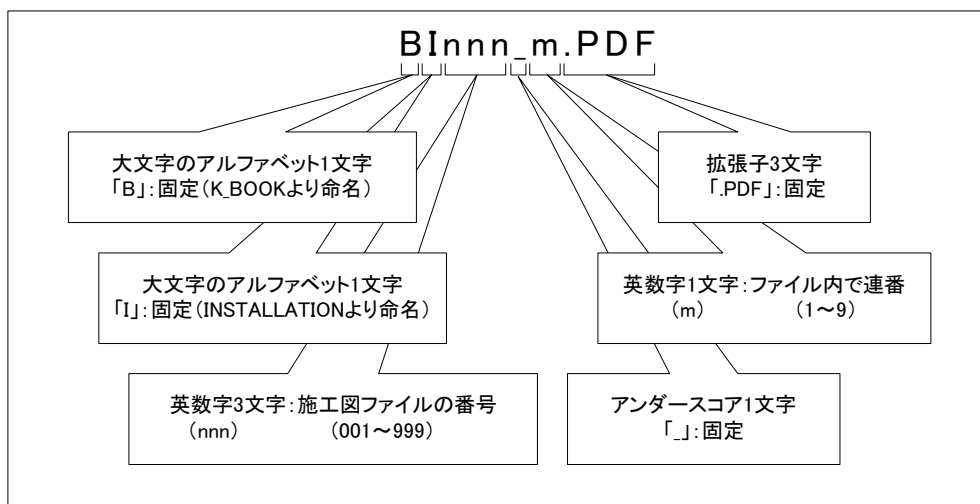 BInnn_m.PDF
大文字のアルファベット1文字
「B」:固定(K_BOOKより命名)
拡張子3文字
「.PDF」:固定
大文字のアルファベット1文字
「I」:固定(INSTALLATIONより命名)
英数字1文字:ファイル内で連番
(m) (1～9)
英数字3文字:施工図ファイルの番号
(nnn) (001～999)
アンダースコア1文字
「_」:固定